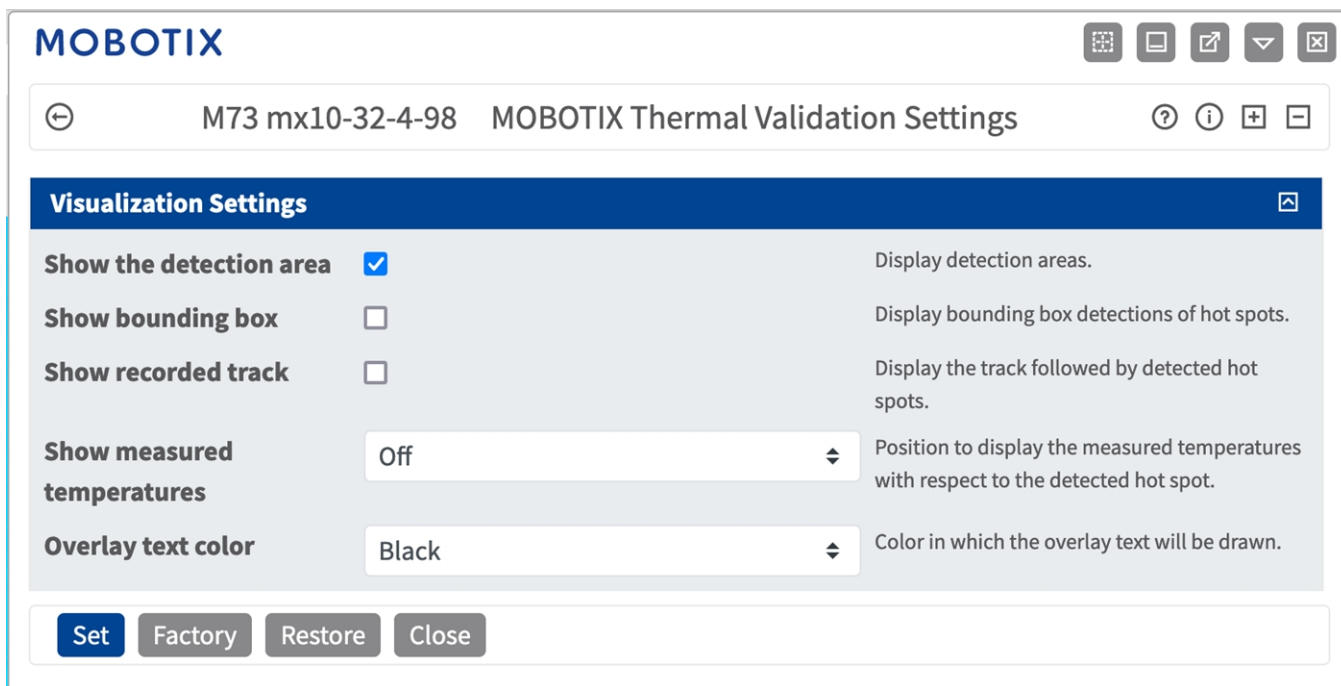 MOBOTIX
M73 mx10-32-4-98 MOBOTIX Thermal Validation Settings
Visualization Settings
Show the detection area
Display detection areas.
Show bounding box
Display bounding box detections of hot spots.
Show recorded track
Display the track followed by detected hot
spots.
Show measured
temperatures
Off
Position to display the measured temperatures
with respect to the detected hot spot.
Overlay text color
Black
Color in which the overlay text will be drawn.
Set Factory Restore Close